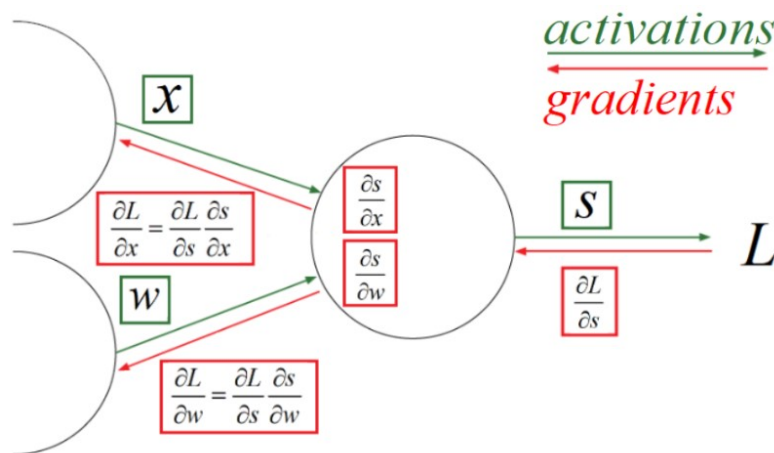 activations
gradients
x
∂s/∂x
∂L/∂x = ∂L/∂s ∂s/∂x
s
L
w
∂s/∂w
∂L/∂s
∂L/∂w = ∂L/∂s ∂s/∂w